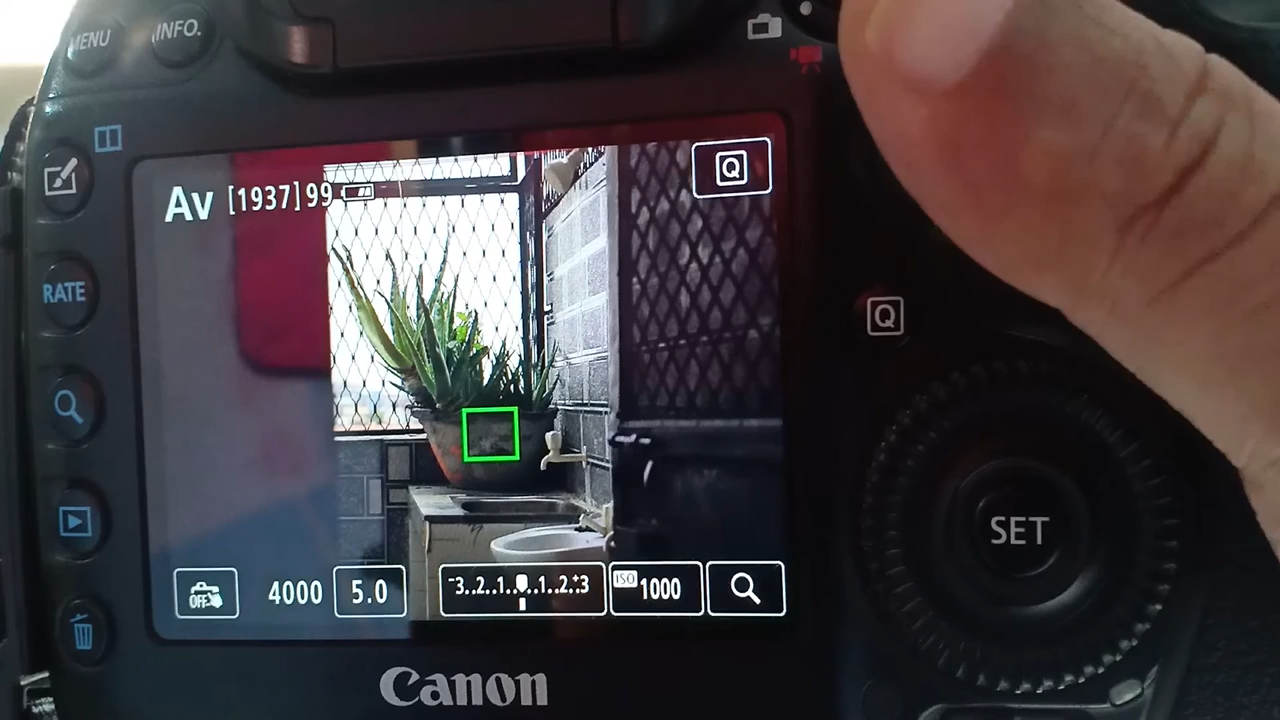 MENU
INFO.
Av [1937] 99
Q
RATE
Q
SET
OFF
4000
5.0
-3..2..1..0..1..2..+3
ISO 1000
Canon